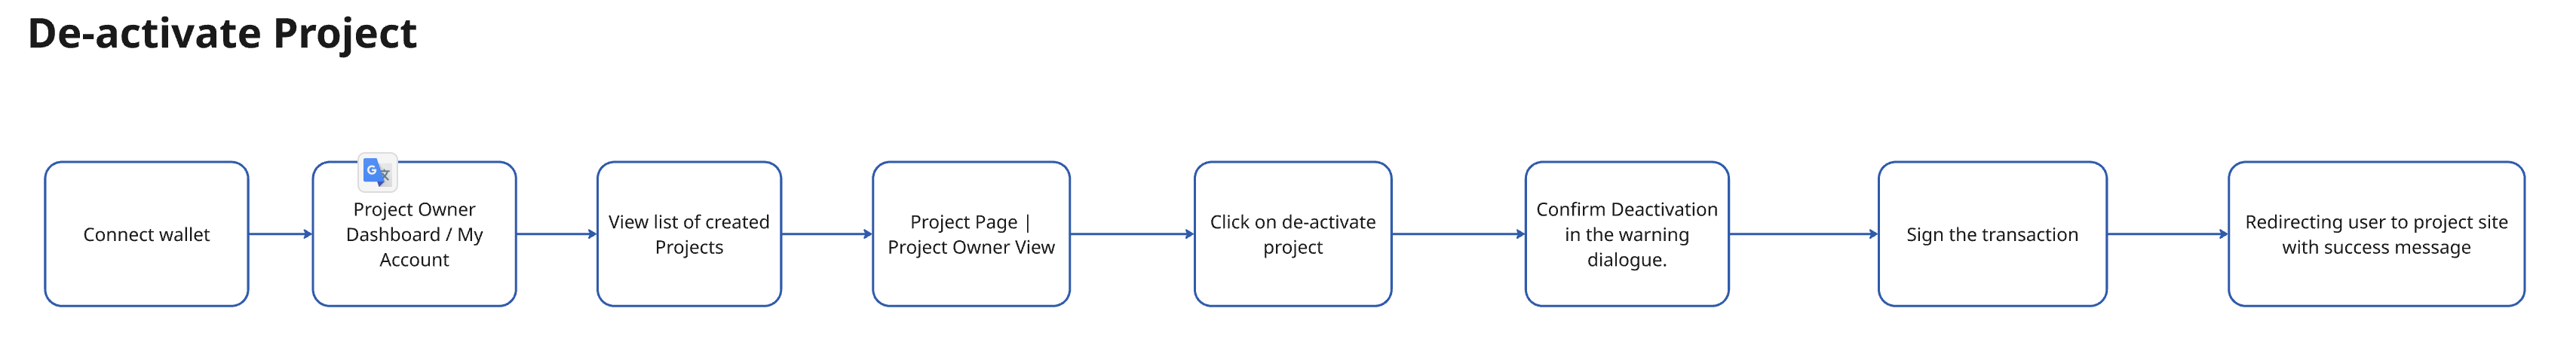 De-activate Project
Connect wallet
Project Owner
Dashboard / My
Account
View list of created
Projects
Project Page |
Project Owner View
Click on de-activate
project
Confirm Deactivation
in the warning
dialogue.
Sign the transaction
Redirecting user to project site
with success message